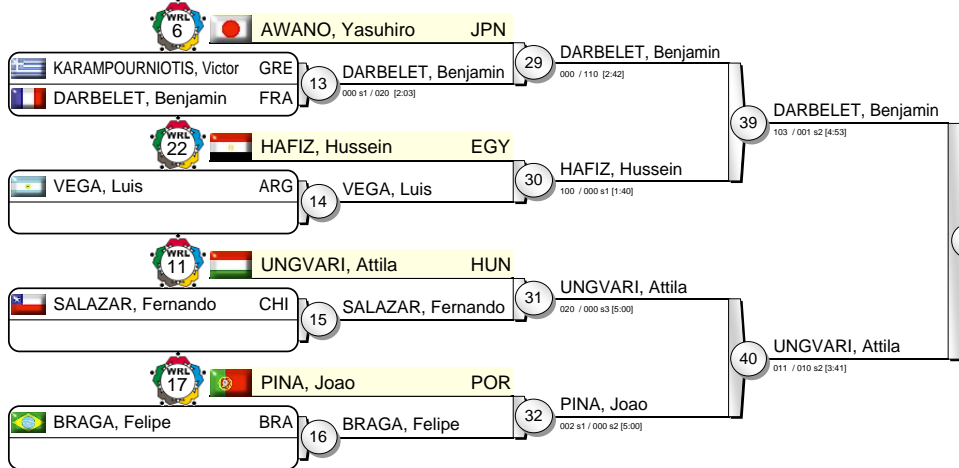 WRL
6
AWANO, Yasuhiro JPN
KARAMPOURNIOTIS, Victor GRE
DARBELET, Benjamin FRA
13
DARBELET, Benjamin
000 s1 / 020 [2:03]
29
DARBELET, Benjamin
000 / 110 [2:42]
WRL
22
HAFIZ, Hussein EGY
VEGA, Luis ARG
14
VEGA, Luis
30
HAFIZ, Hussein
100 / 000 s1 [1:40]
39
DARBELET, Benjamin
103 / 001 s2 [4:53]
WRL
11
UNGVARI, Attila HUN
SALAZAR, Fernando CHI
15
SALAZAR, Fernando
31
UNGVARI, Attila
020 / 000 s3 [5:00]
WRL
17
PINA, Joao POR
BRAGA, Felipe BRA
16
BRAGA, Felipe
32
PINA, Joao
002 s1 / 000 s2 [5:00]
40
UNGVARI, Attila
011 / 010 s2 [3:41]